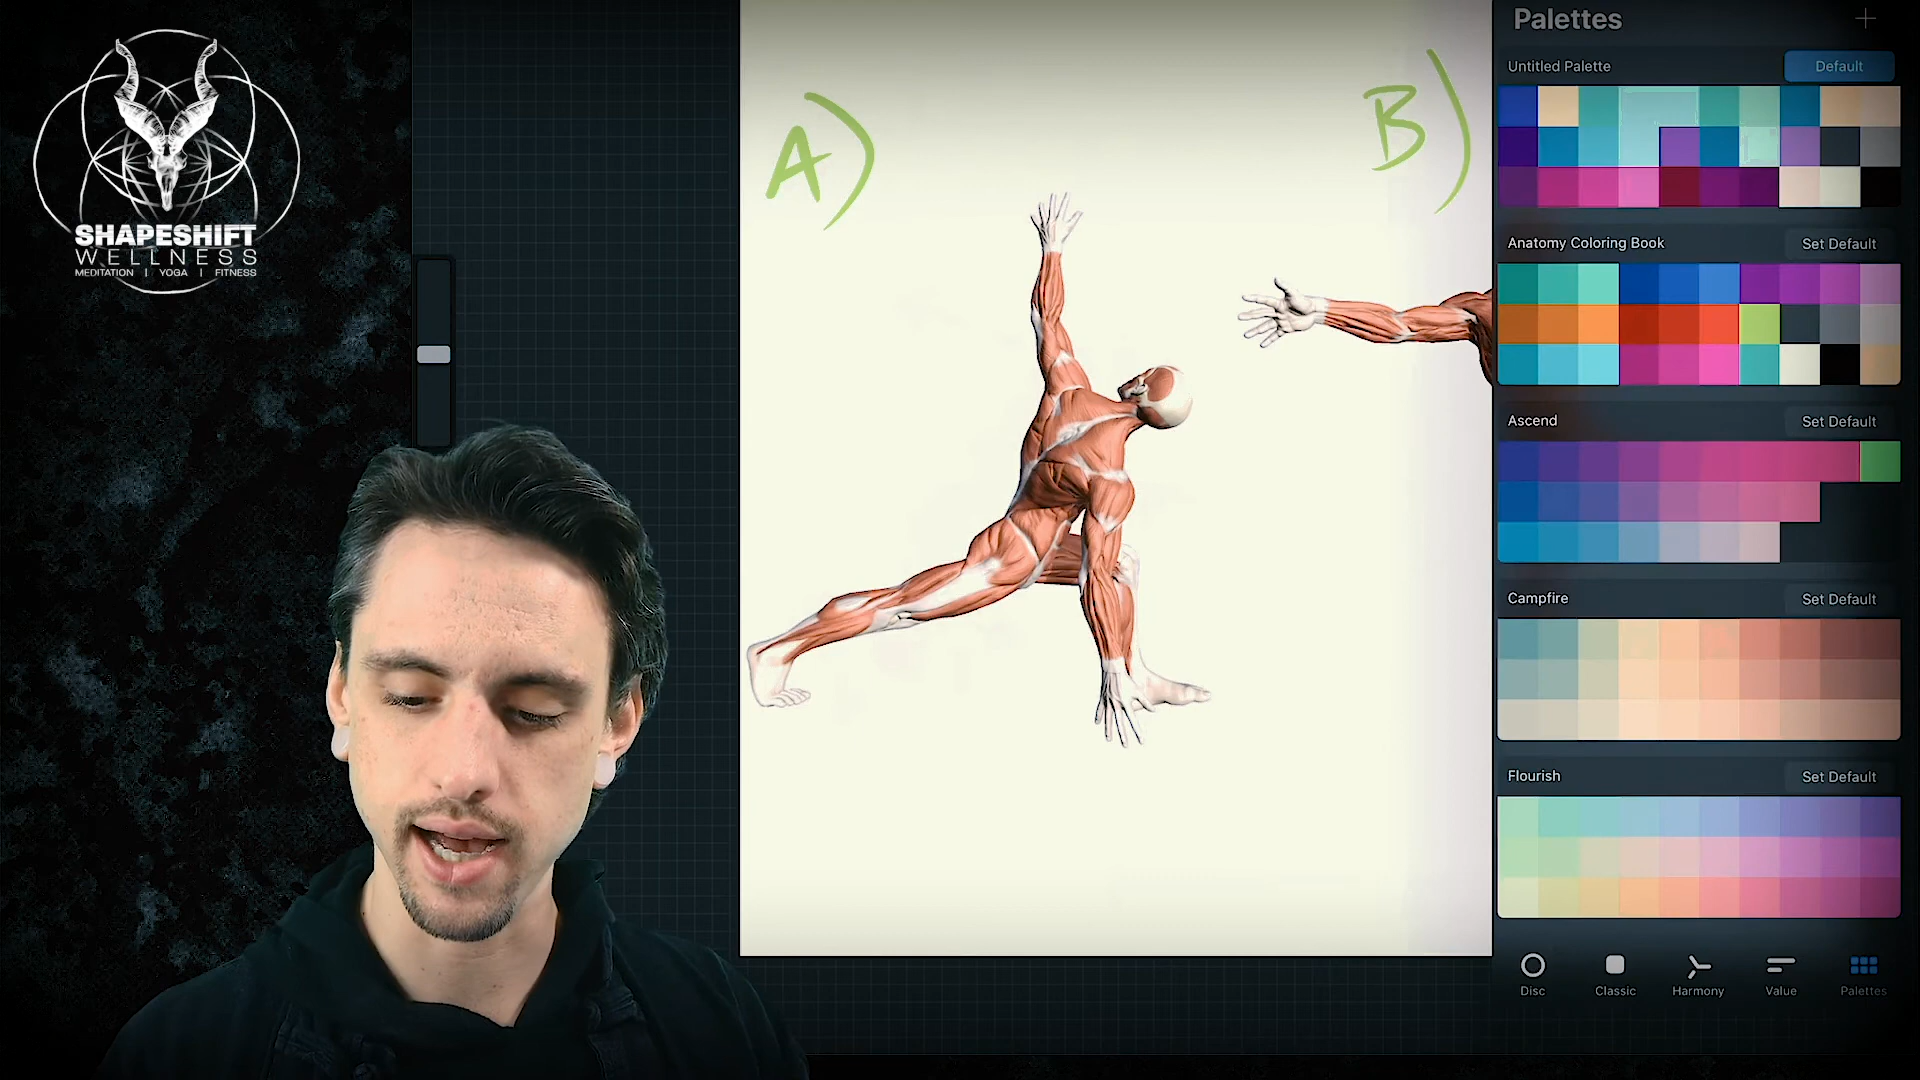 SHAPESHIFT
WELLNESS
MEDITATION | YOGA | FITNESS
A)
B)
Palettes
Untitled Palette
Default
Anatomy Coloring Book
Set Default
Ascend
Set Default
Campfire
Set Default
Flourish
Set Default
Disc
Classic
Harmony
Value
Palettes